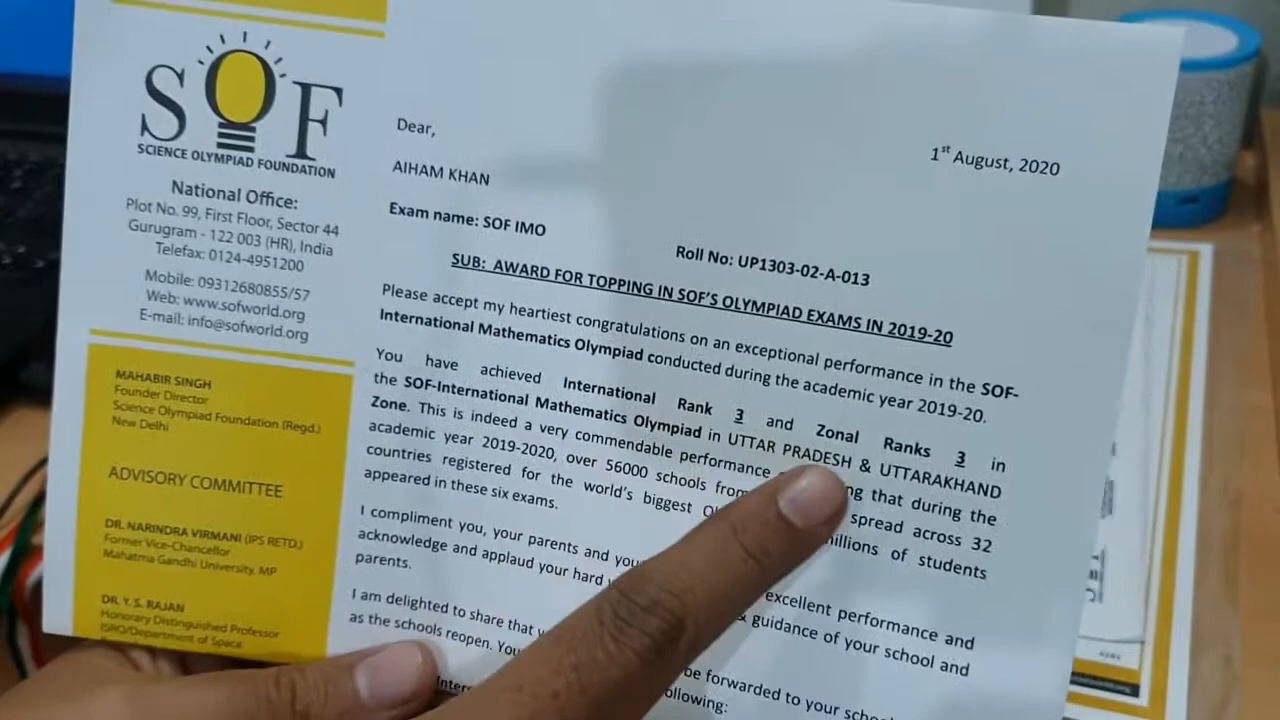 SOF
SCIENCE OLYMPIAD FOUNDATION
National Office:
Plot No. 99, First Floor, Sector 44
Gurugram - 122 003 (HR), India
Telefax: 0124-4951200
Mobile: 09312680855/57
Web: www.sofworld.org
E-mail: info@sofworld.org
MAHABIR SINGH
Founder Director
Science Olympiad Foundation (Regd.)
New Delhi
ADVISORY COMMITTEE
DR. NARINDRA VIRMANI (IPS RETD.)
Former Vice-Chancellor
Mahatma Gandhi University, MP
DR. Y. S. RAJAN
Honorary Distinguished Professor
ISRO/Department of Space
1st August, 2020
Dear,
AIHAM KHAN
Exam name: SOF IMO
Roll No: UP1303-02-A-013
SUB: AWARD FOR TOPPING IN SOF'S OLYMPIAD EXAMS IN 2019-20
Please accept my heartiest congratulations on an exceptional performance in the SOF-
International Mathematics Olympiad conducted during the academic year 2019-20.
You have achieved International Rank 3 and Zonal Ranks 3 in
the SOF-International Mathematics Olympiad in UTTAR PRADESH & UTTARAKHAND
Zone. This is indeed a very commendable performance that during the
academic year 2019-2020, over 56000 schools from spread across 32
countries registered for the world's biggest millions of students
appeared in these six exams.
I compliment you, your parents and excellent performance and
acknowledge and applaud your hard & guidance of your school and
parents.
I am delighted to share that be forwarded to your
as the schools reopen. following: